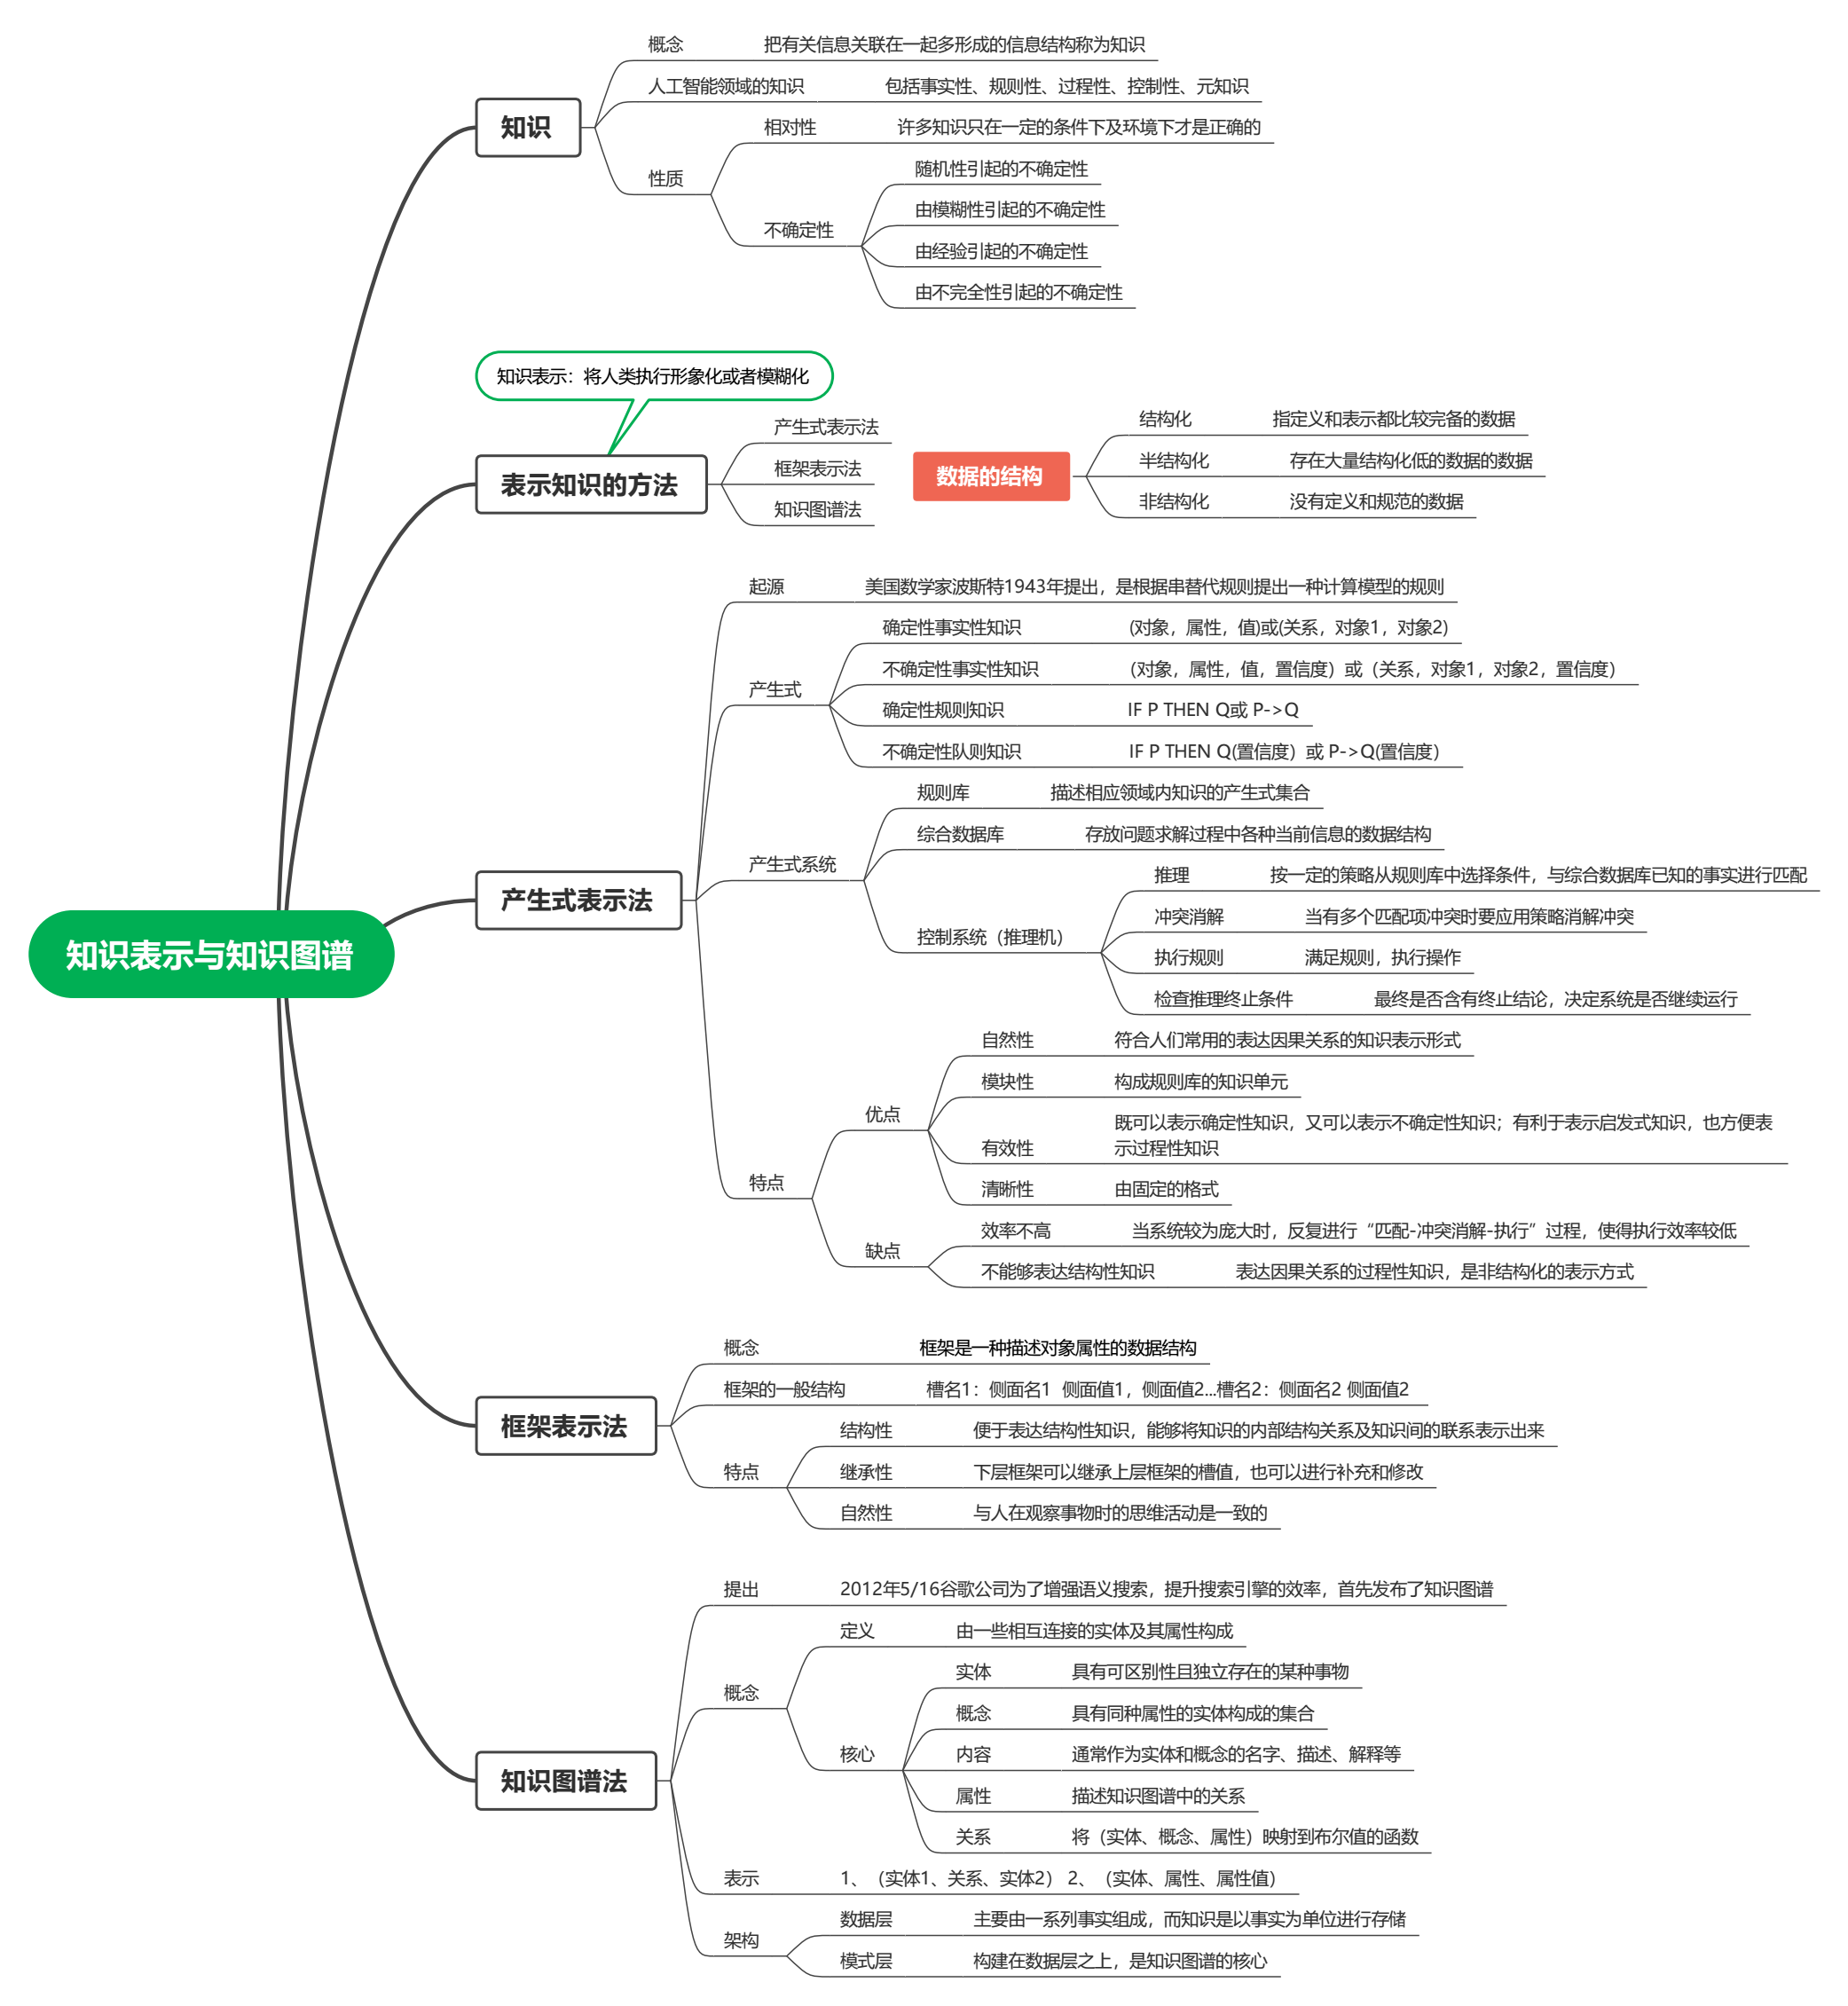 知识表示与知识图谱
知识
概念
把有关信息关联在一起多形成的信息结构称为知识
人工智能领域的知识
包括事实性、规则性、过程性、控制性、元知识
性质
相对性
许多知识只在一定的条件下及环境下才是正确的
不确定性
随机性引起的不确定性
由模糊性引起的不确定性
由经验引起的不确定性
由不完全性引起的不确定性
知识表示：将人类执行形象化或者模糊化
表示知识的方法
产生式表示法
框架表示法
知识图谱法
数据的结构
结构化
指定义和表示都比较完备的数据
半结构化
存在大量结构化低的数据的数据
非结构化
没有定义和规范的数据
产生式表示法
起源
美国数学家波斯特1943年提出，是根据串替代规则提出一种计算模型的规则
产生式
确定性事实性知识
(对象，属性，值)或(关系，对象1，对象2)
不确定性事实性知识
（对象，属性，值，置信度）或（关系，对象1，对象2，置信度）
确定性规则知识
IF P THEN Q或 P->Q
不确定性队则知识
IF P THEN Q(置信度）或 P->Q(置信度）
产生式系统
规则库
描述相应领域内知识的产生式集合
综合数据库
存放问题求解过程中各种当前信息的数据结构
控制系统（推理机）
推理
按一定的策略从规则库中选择条件，与综合数据库已知的事实进行匹配
冲突消解
当有多个匹配项冲突时要应用策略消解冲突
执行规则
满足规则，执行操作
检查推理终止条件
最终是否含有终止结论，决定系统是否继续运行
特点
优点
自然性
符合人们常用的表达因果关系的知识表示形式
模块性
构成规则库的知识单元
有效性
既可以表示确定性知识，又可以表示不确定性知识；有利于表示启发式知识，也方便表
示过程性知识
清晰性
由固定的格式
缺点
效率不高
当系统较为庞大时，反复进行“匹配-冲突消解-执行”过程，使得执行效率较低
不能够表达结构性知识
表达因果关系的过程性知识，是非结构化的表示方式
框架表示法
概念
框架是一种描述对象属性的数据结构
框架的一般结构
槽名1：侧面名1  侧面值1，侧面值2...槽名2：侧面名2 侧面值2
特点
结构性
便于表达结构性知识，能够将知识的内部结构关系及知识间的联系表示出来
继承性
下层框架可以继承上层框架的槽值，也可以进行补充和修改
自然性
与人在观察事物时的思维活动是一致的
知识图谱法
提出
2012年5/16谷歌公司为了增强语义搜索，提升搜索引擎的效率，首先发布了知识图谱
概念
定义
由一些相互连接的实体及其属性构成
核心
实体
具有可区别性且独立存在的某种事物
概念
具有同种属性的实体构成的集合
内容
通常作为实体和概念的名字、描述、解释等
属性
描述知识图谱中的关系
关系
将（实体、概念、属性）映射到布尔值的函数
表示
1、（实体1、关系、实体2） 2、（实体、属性、属性值）
架构
数据层
主要由一系列事实组成，而知识是以事实为单位进行存储
模式层
构建在数据层之上，是知识图谱的核心